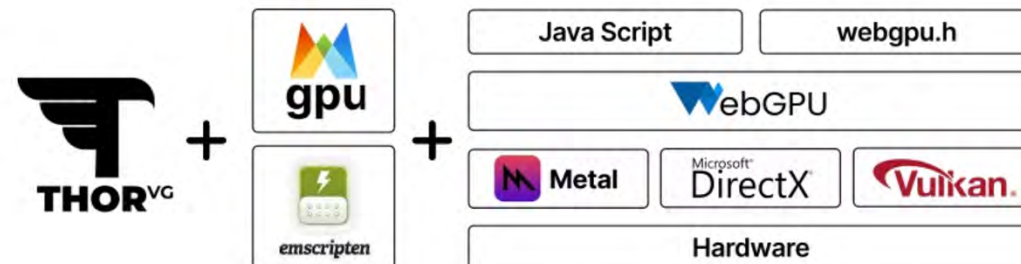 THORVG
+
gpu
emscripten
+
Java Script
webgpu.h
WebGPU
Metal
Microsoft
DirectX
Vulkan.
Hardware